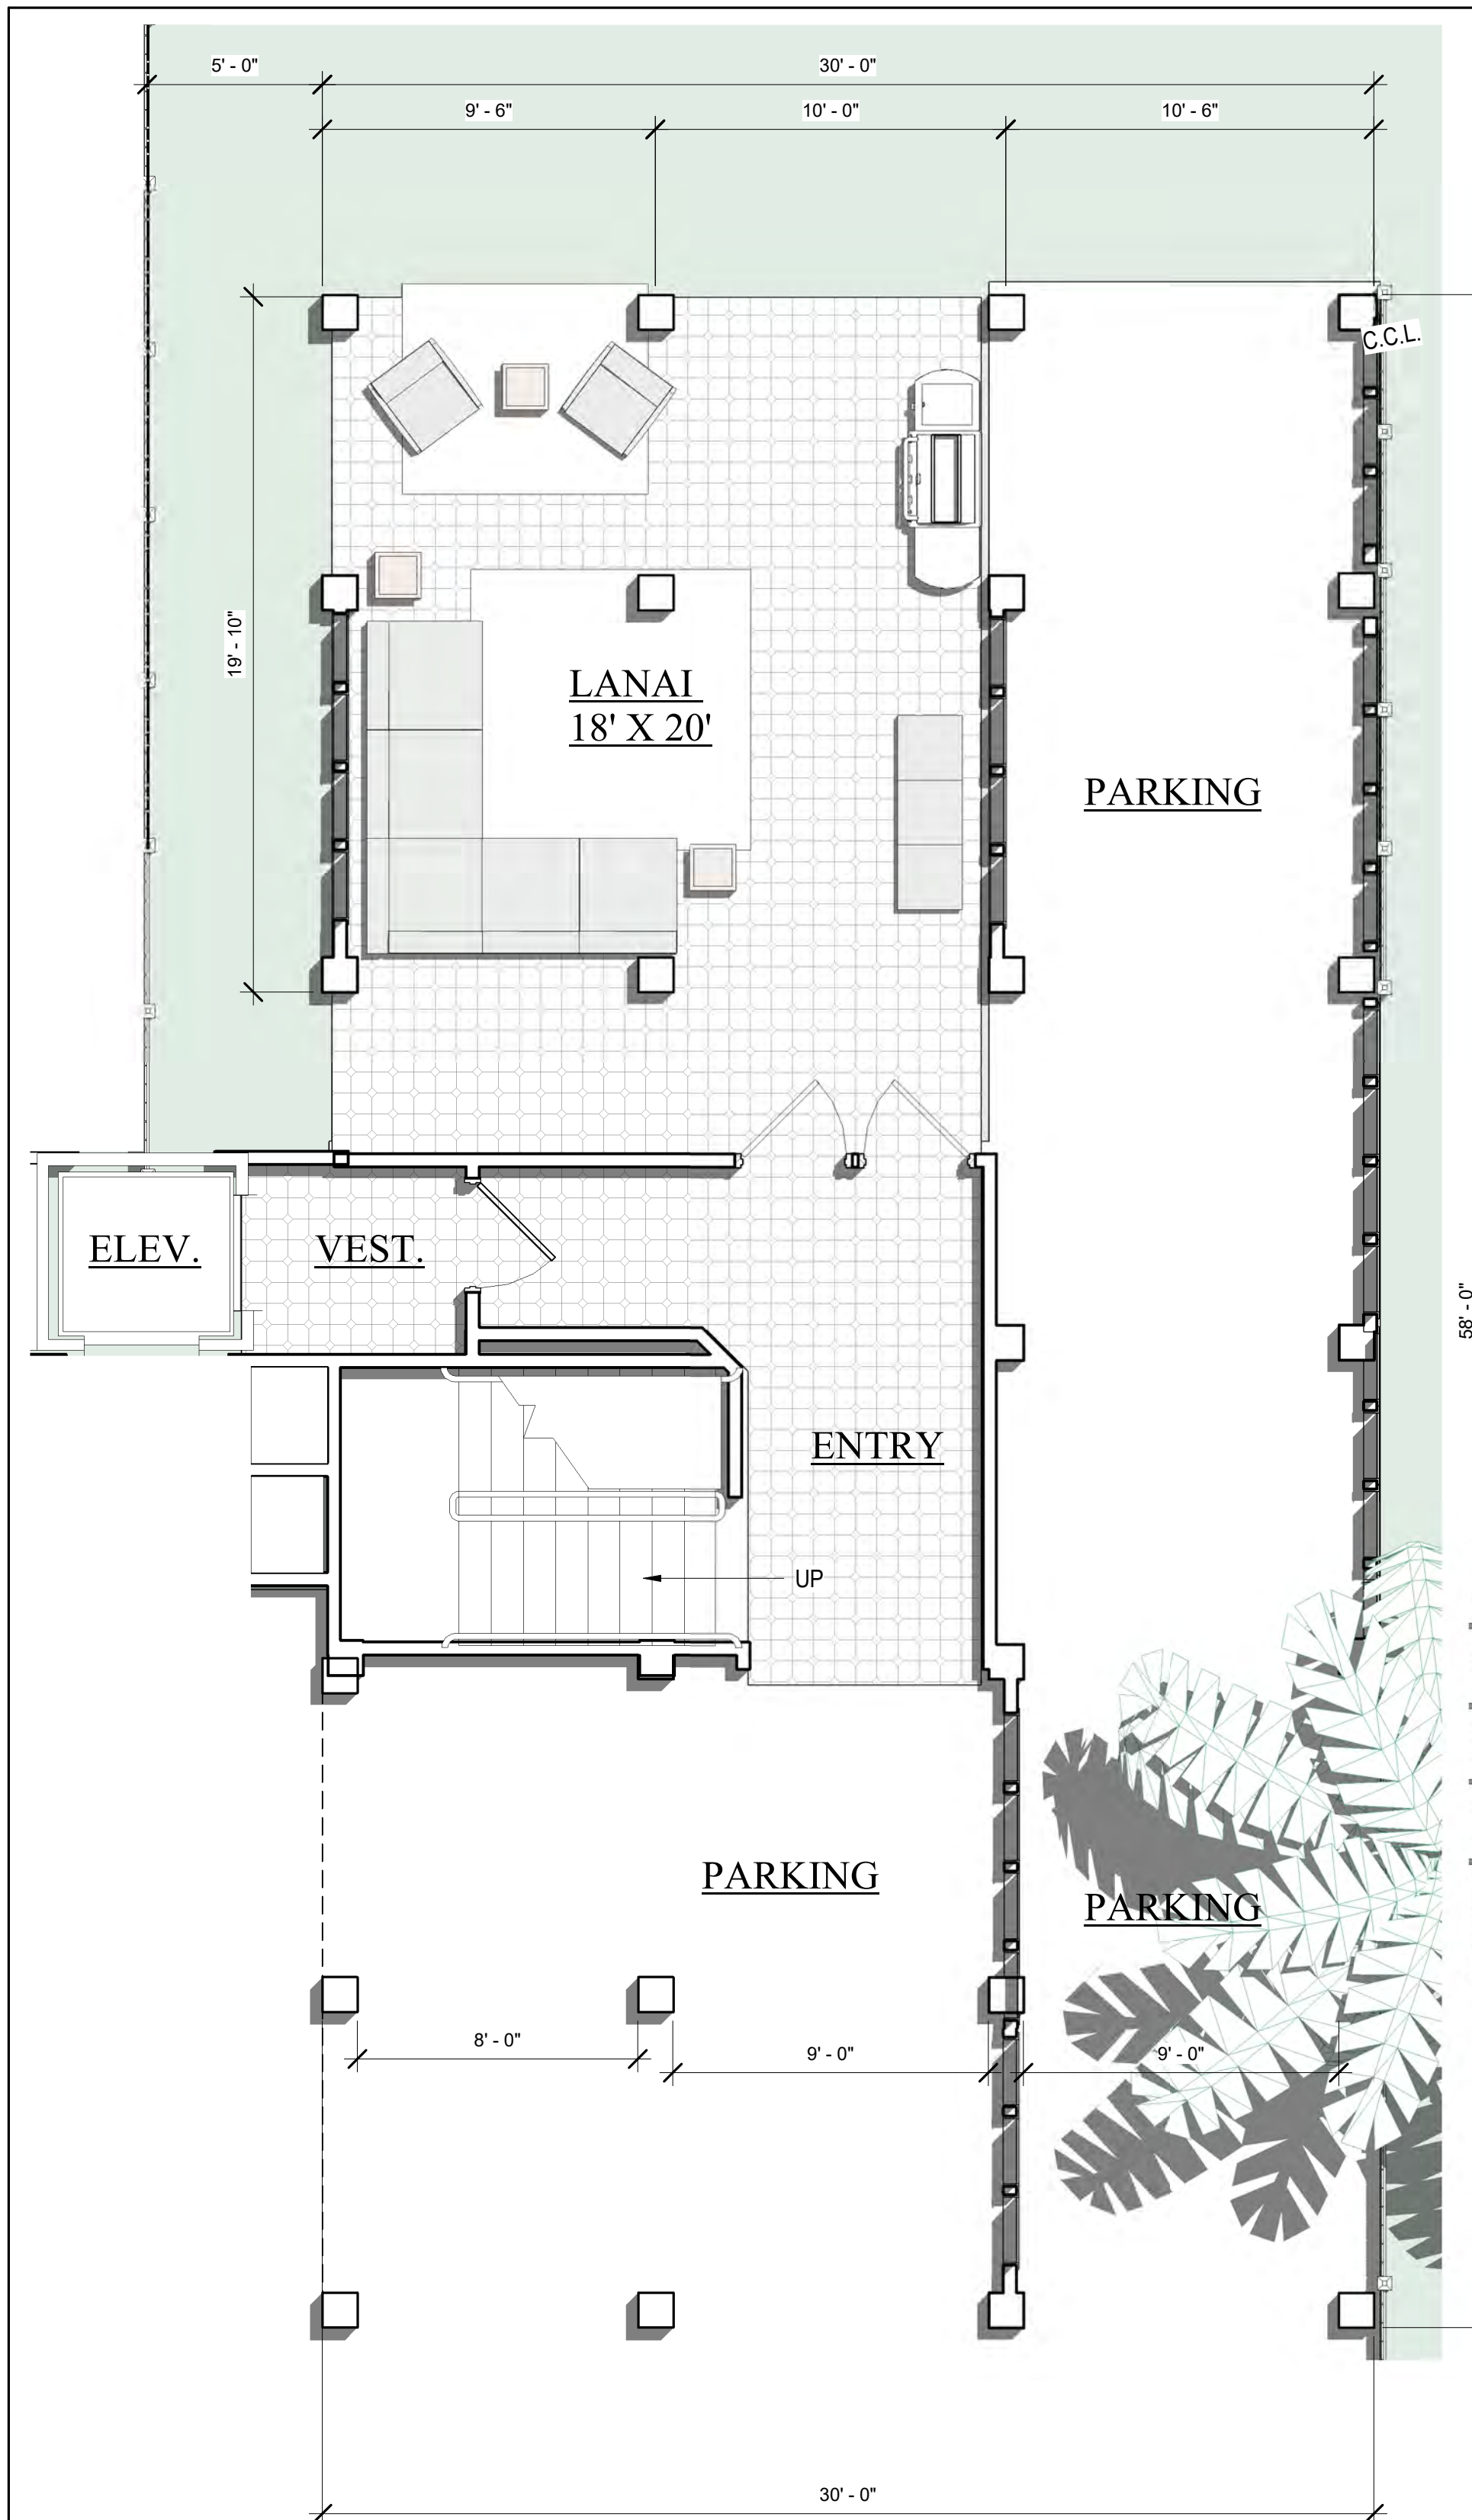 5' - 0"
30' - 0"
9' - 6"
10' - 0"
10' - 6"
C.C.L.
19' - 10"
LANAI
18' X 20'
PARKING
ELEV.
VEST.
58' - 0"
ENTRY
UP
PARKING
PARKING
8' - 0"
9' - 0"
9' - 0"
30' - 0"